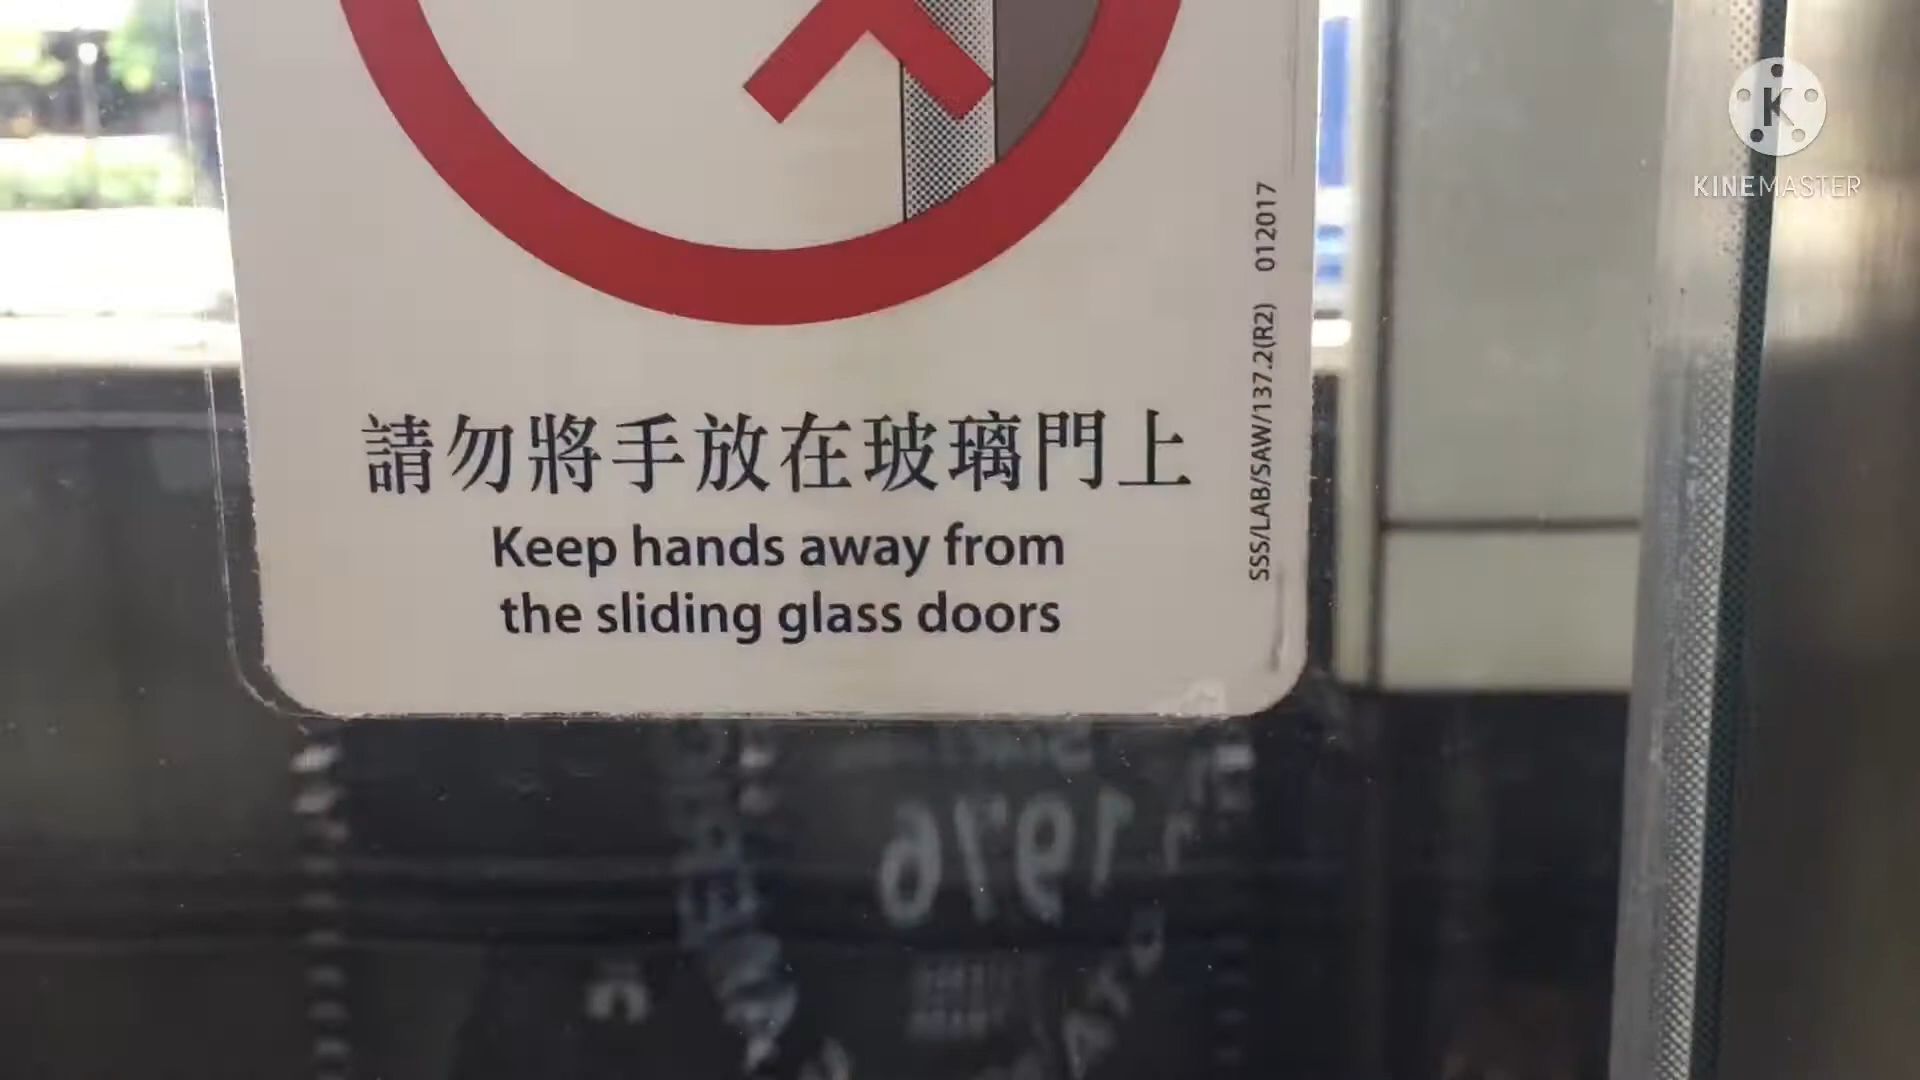 K
KINEMASTER
SSS/LAB/SAW/137.2(R2) 012017
請勿將手放在玻璃門上
Keep hands away from
the sliding glass doors
1976